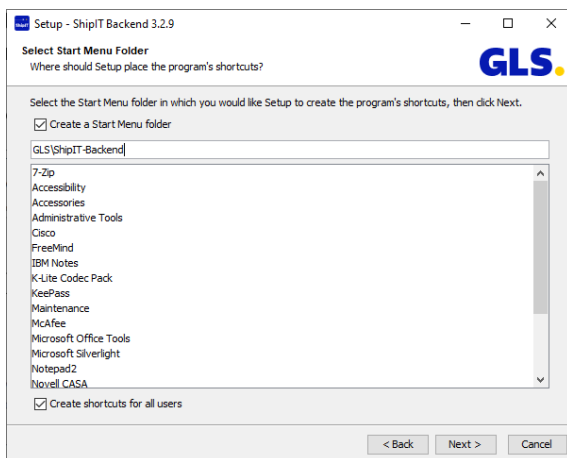 ShipIT
Setup - ShipIT Backend 3.2.9
Select Start Menu Folder
Where should Setup place the program's shortcuts?
GLS.
Select the Start Menu folder in which you would like Setup to create the program's shortcuts, then click Next.
Create a Start Menu folder
GLS\ShipIT-Backend
7-Zip
Accessibility
Accessories
Administrative Tools
Cisco
FreeMind
IBM Notes
K-Lite Codec Pack
KeePass
Maintenance
McAfee
Microsoft Office Tools
Microsoft Silverlight
Notepad2
Novell CASA
Create shortcuts for all users
< Back
Next >
Cancel